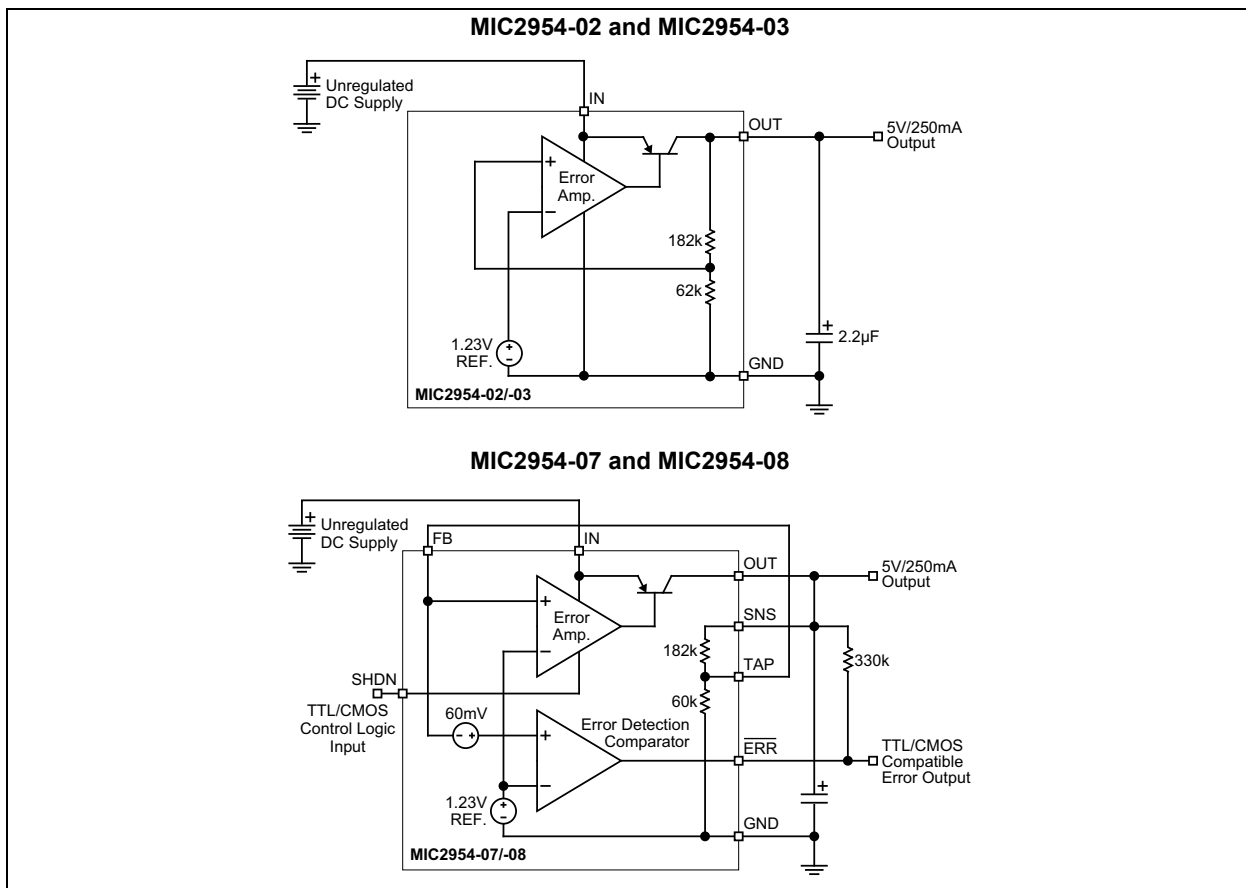 MIC2954-02 and MIC2954-03
+
Unregulated
DC Supply
IN
OUT
5V/250mA
Output
+
Error
Amp.
−
182k
62k
1.23V
REF.
+
−
+
2.2µF
GND
MIC2954-02/-03
MIC2954-07 and MIC2954-08
+
Unregulated
DC Supply
FB
IN
OUT
5V/250mA
Output
+
Error
Amp.
−
SNS
182k
TAP
330k
SHDN
60k
TTL/CMOS
Control Logic
Input
60mV
− +
+
−
Error Detection
Comparator
ERR
TTL/CMOS
Compatible
Error Output
1.23V
REF.
+
−
+
GND
MIC2954-07/-08